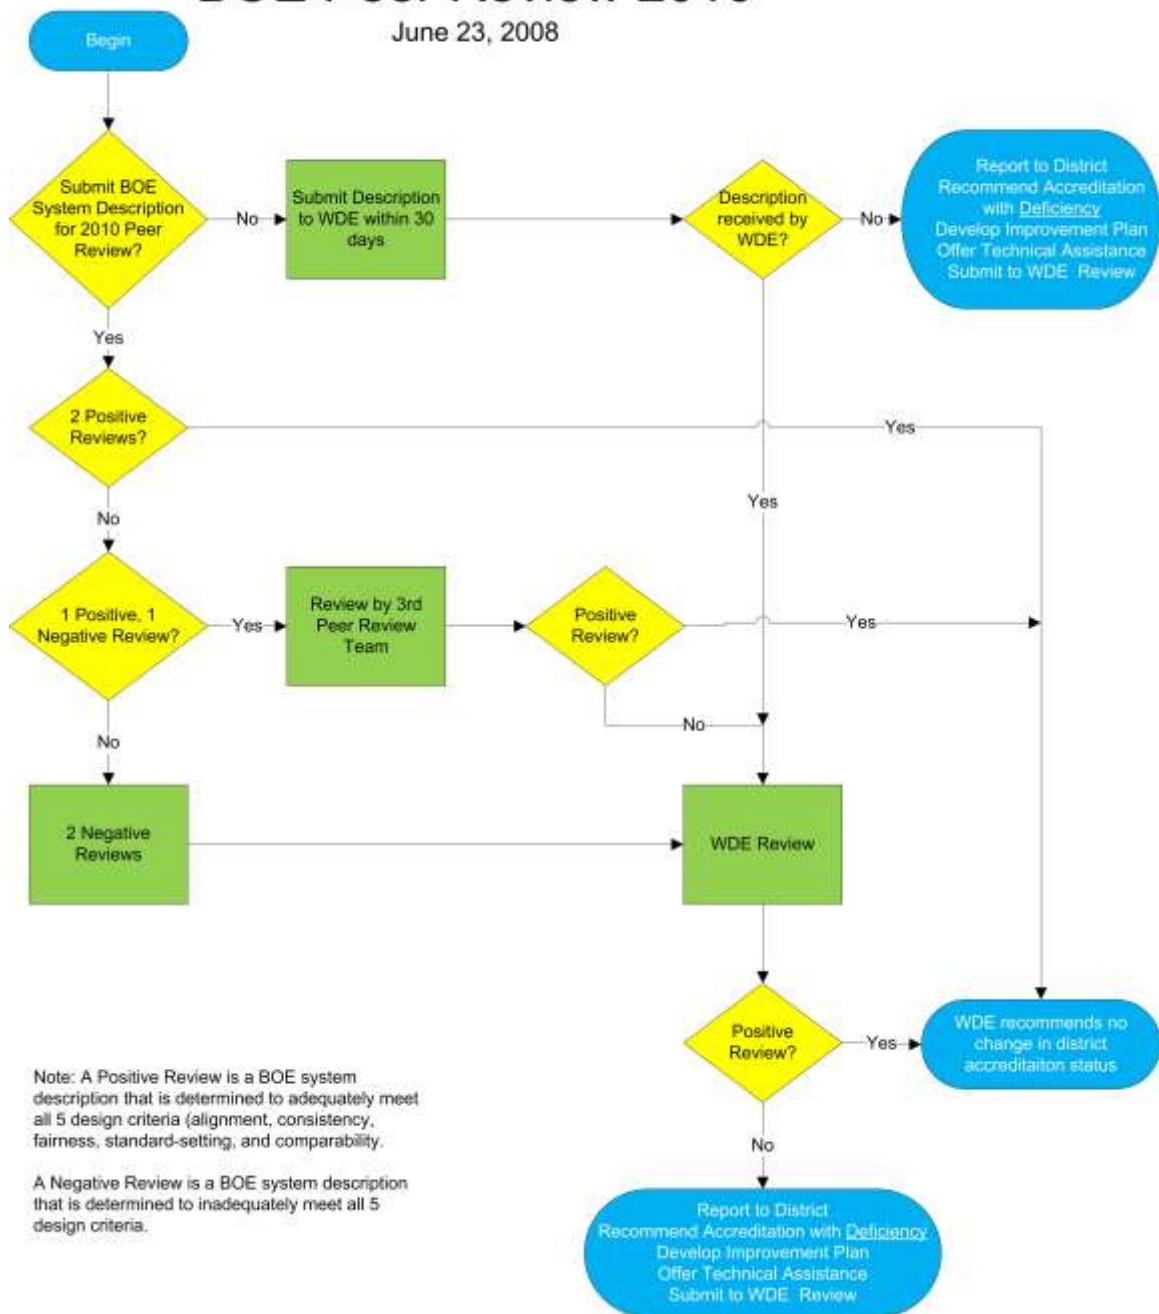 June 23, 2008
Begin
Submit BOE
System Description
for 2010 Peer
Review?
No
Submit Description
to WDE within 30
days
Description
received by
WDE?
No
Report to District
Recommend Accreditation
with Deficiency
Develop Improvement Plan
Offer Technical Assistance
Submit to WDE Review
Yes
2 Positive
Reviews?
Yes
Yes
No
1 Positive, 1
Negative Review?
Yes
Review by 3rd
Peer Review
Team
Positive
Review?
Yes
No
No
2 Negative
Reviews
WDE Review
Positive
Review?
Yes
WDE recommends no
change in district
accreditaiton status
No
Note: A Positive Review is a BOE system
description that is determined to adequately meet
all 5 design criteria (alignment, consistency,
fairness, standard-setting, and comparability.
A Negative Review is a BOE system description
that is determined to inadequately meet all 5
design criteria.
Report to District
Recommend Accreditation with Deficiency
Develop Improvement Plan
Offer Technical Assistance
Submit to WDE Review